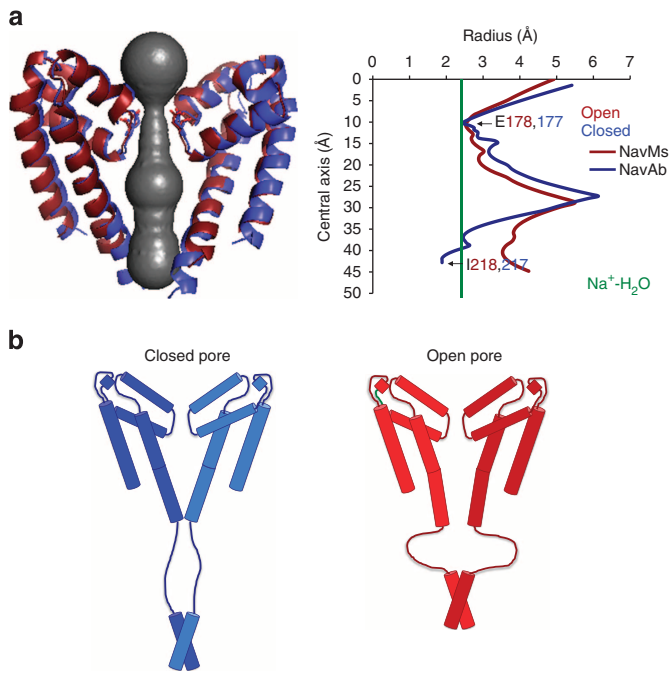 a
Radius (Å)
0 1 2 3 4 5 6 7
0
5
10
15
20
25
30
35
40
45
50
Central axis (Å)
E178,177
Open
Closed
NavMs
NavAb
I218,217
Na⁺-H₂O
b
Closed pore
Open pore